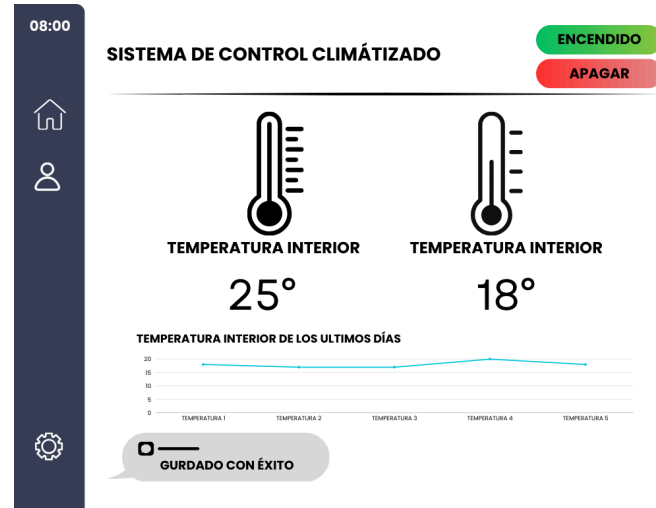 08:00
SISTEMA DE CONTROL CLIMÁTIZADO
ENCENDIDO
APAGAR
TEMPERATURA INTERIOR
TEMPERATURA INTERIOR
25°
18°
TEMPERATURA INTERIOR DE LOS ULTIMOS DÍAS
20
15
10
5
0
TEMPERATURA 1
TEMPERATURA 2
TEMPERATURA 3
TEMPERATURA 4
TEMPERATURA 5
GURDADO CON ÉXITO